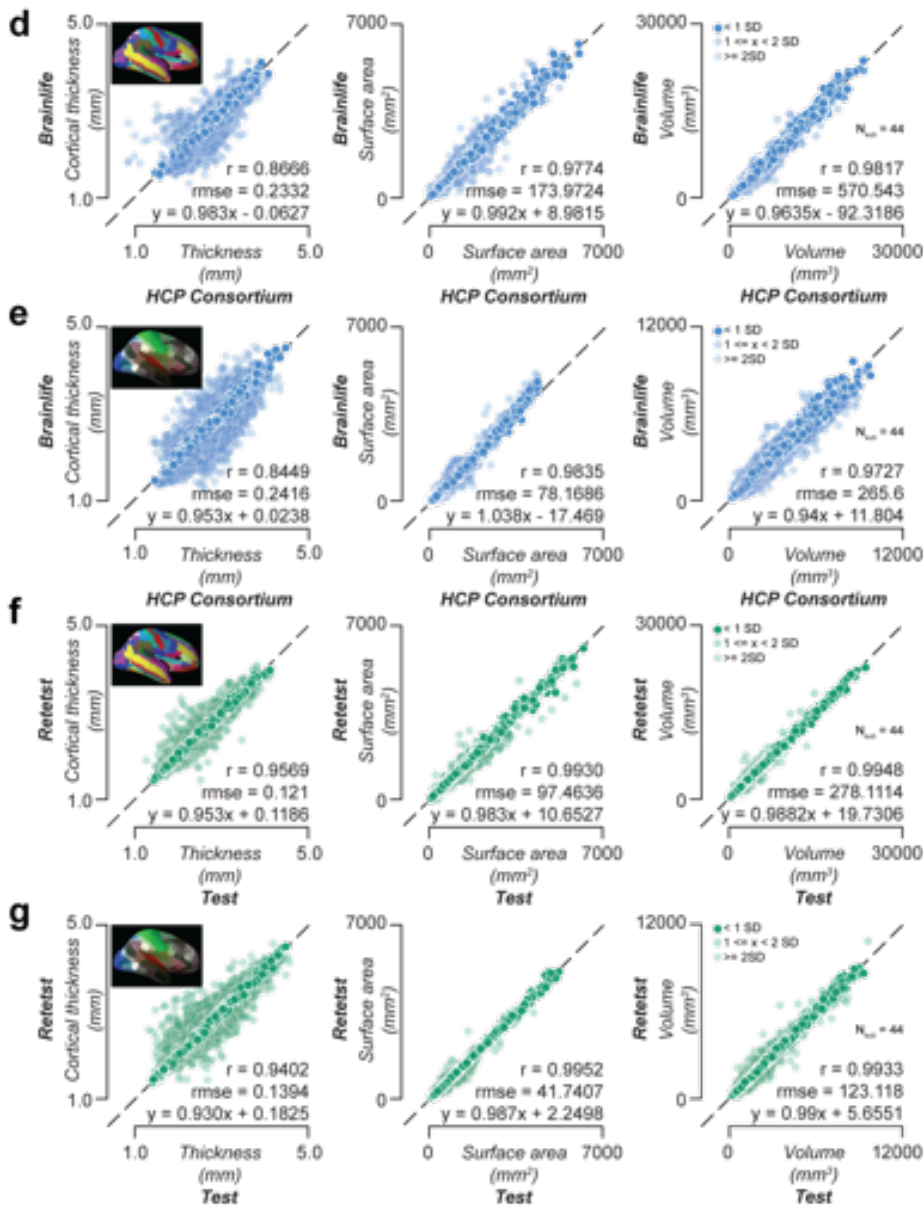 d
Brainlife
Cortical thickness
(mm)
5.0
1.0
r = 0.8666
rmse = 0.2332
y = 0.983x - 0.0627
1.0 Thickness 5.0
(mm)
HCP Consortium
Brainlife
Surface area
(mm²)
7000
0
r = 0.9774
rmse = 173.9724
y = 0.992x + 8.9815
0 Surface area 7000
(mm²)
HCP Consortium
Brainlife
Volume
(mm³)
30000
0
< 1 SD
1 <= x < 2 SD
>= 2SD
Nsub = 44
r = 0.9817
rmse = 570.543
y = 0.9635x - 92.3186
0 Volume 30000
(mm³)
HCP Consortium
e
Brainlife
Cortical thickness
(mm)
5.0
1.0
r = 0.8449
rmse = 0.2416
y = 0.953x + 0.0238
1.0 Thickness 5.0
(mm)
HCP Consortium
Brainlife
Surface area
(mm²)
7000
0
r = 0.9835
rmse = 78.1686
y = 1.038x - 17.469
0 Surface area 7000
(mm²)
HCP Consortium
Brainlife
Volume
(mm³)
12000
0
< 1 SD
1 <= x < 2 SD
>= 2SD
Nsub = 44
r = 0.9727
rmse = 265.6
y = 0.94x + 11.804
0 Volume 12000
(mm³)
HCP Consortium
f
Retetst
Cortical thickness
(mm)
5.0
1.0
r = 0.9569
rmse = 0.121
y = 0.953x + 0.1186
1.0 Thickness 5.0
(mm)
Test
Retetst
Surface area
(mm²)
7000
0
r = 0.9930
rmse = 97.4636
y = 0.983x + 10.6527
0 Surface area 7000
(mm²)
Test
Retetst
Volume
(mm³)
30000
0
< 1 SD
1 <= x < 2 SD
>= 2SD
Nsub = 44
r = 0.9948
rmse = 278.1114
y = 0.9882x + 19.7306
0 Volume 30000
(mm³)
Test
g
Retetst
Cortical thickness
(mm)
5.0
1.0
r = 0.9402
rmse = 0.1394
y = 0.930x + 0.1825
1.0 Thickness 5.0
(mm)
Test
Retetst
Surface area
(mm²)
7000
0
r = 0.9952
rmse = 41.7407
y = 0.987x + 2.2498
0 Surface area 7000
(mm²)
Test
Retetst
Volume
(mm³)
12000
0
< 1 SD
1 <= x < 2 SD
>= 2SD
Nsub = 44
r = 0.9933
rmse = 123.118
y = 0.99x + 5.6551
0 Volume 12000
(mm³)
Test